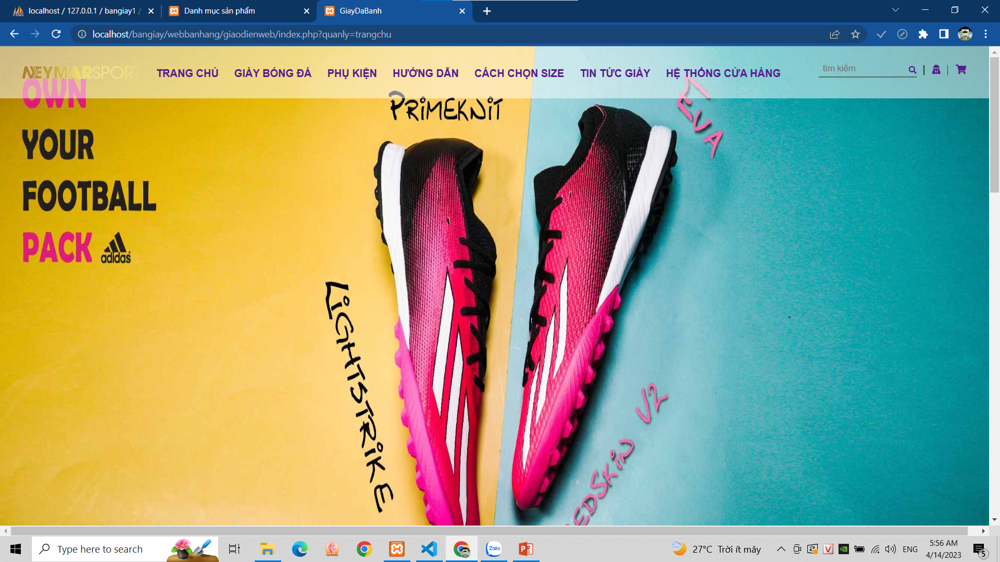 localhost / 127.0.0.1 / bangiay1 /
Danh mục sản phẩm
GiayDaBanh
localhost/bangiay/webbanhang/giaodienweb/index.php?quanly=trangchu
NEYMARSPORT
TRANG CHỦ
GIÀY BÓNG ĐÁ
PHỤ KIỆN
HƯỚNG DẪN
CÁCH CHỌN SIZE
TIN TỨC GIÀY
HỆ THỐNG CỬA HÀNG
tìm kiếm
OWN
YOUR
FOOTBALL
PACK
adidas
PRIMEKNIT
EVA
LIGHTSTRIKE
EEDSKIN V2
Type here to search
Zalo
27°C Trời ít mây
ENG
5:56 AM
4/14/2023
5